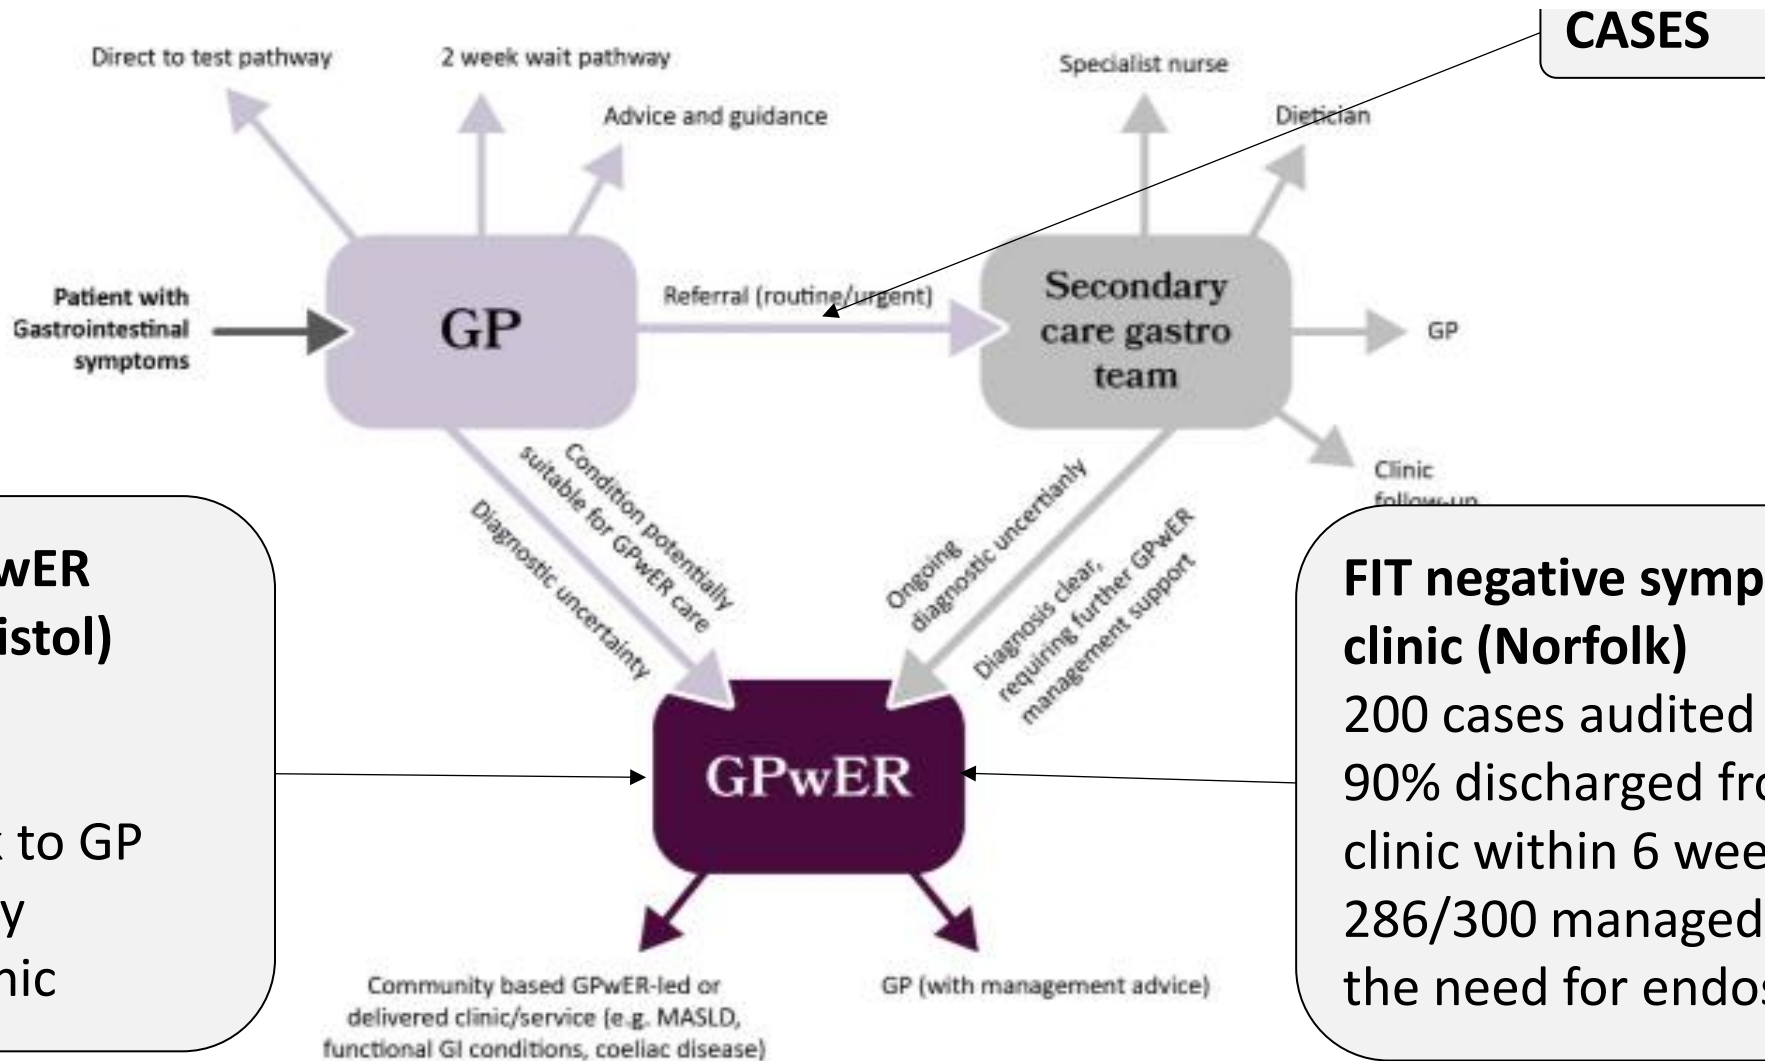 CASES
Direct to test pathway
2 week wait pathway
Advice and guidance
Specialist nurse
Dietician
Patient with
Gastrointestinal
symptoms
GP
Referral (routine/urgent)
Secondary
care gastro
team
GP
Clinic
follow-up
Condition potentially
suitable for GPwER care
Diagnostic uncertainty
Ongoing
diagnostic uncertianly
Diagnosis clear,
requiring further GPwER
management support
wER
istol)
to GP
y
nic
GPwER
FIT negative symp
clinic (Norfolk)
200 cases audited
90% discharged fro
clinic within 6 wee
286/300 managed
the need for endos
Community based GPwER-led or
delivered clinic/service (e.g. MASLD,
functional GI conditions, coeliac disease)
GP (with management advice)